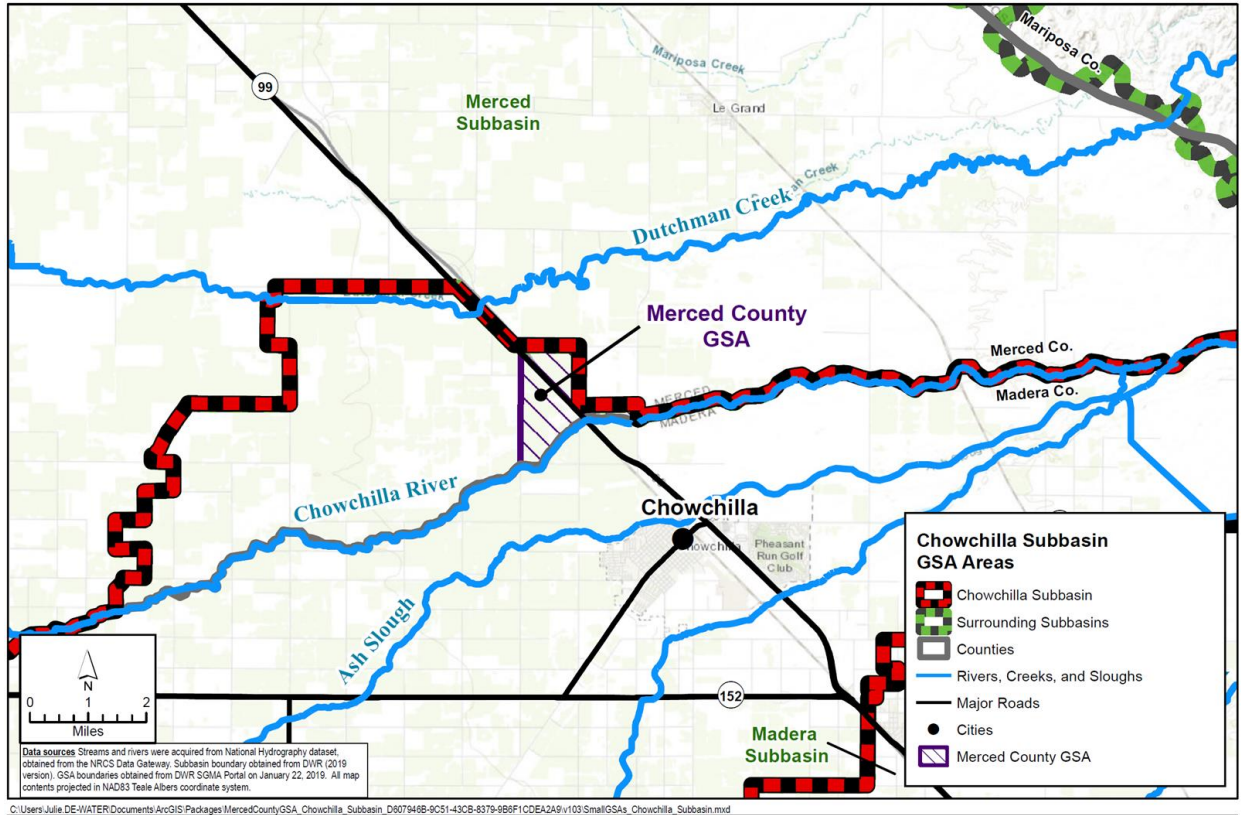 Mariposa Co.
Mariposa Creek
99
Merced
Subbasin
Le Grand
an Creek
Dutchman Creek
Merced County
GSA
Merced Co.
MERCED
MADERA
Madera Co.
Chowchilla River
Chowchilla
Chowchilla
Pheasant
Run Golf
Club
Ash Slough
152
Madera
Subbasin
N
0 1 2
Miles
Chowchilla Subbasin
GSA Areas
Chowchilla Subbasin
Surrounding Subbasins
Counties
Rivers, Creeks, and Sloughs
Major Roads
Cities
Merced County GSA
Data sources Streams and rivers were acquired from National Hydrography dataset,
obtained from the NRCS Data Gateway. Subbasin boundary obtained from DWR (2019
version). GSA boundaries obtained from DWR SGMA Portal on January 22, 2019. All map
contents projected in NAD83 Teale Albers coordinate system.
C:\Users\Julie.DE-WATER\Documents\ArcGIS\Packages\MercedCountyGSA_Chowchilla_Subbasin_D607946B-9C51-43CB-8379-9B6F1CDEA2A9\v103\SmallGSAs_Chowchilla_Subbasin.mxd